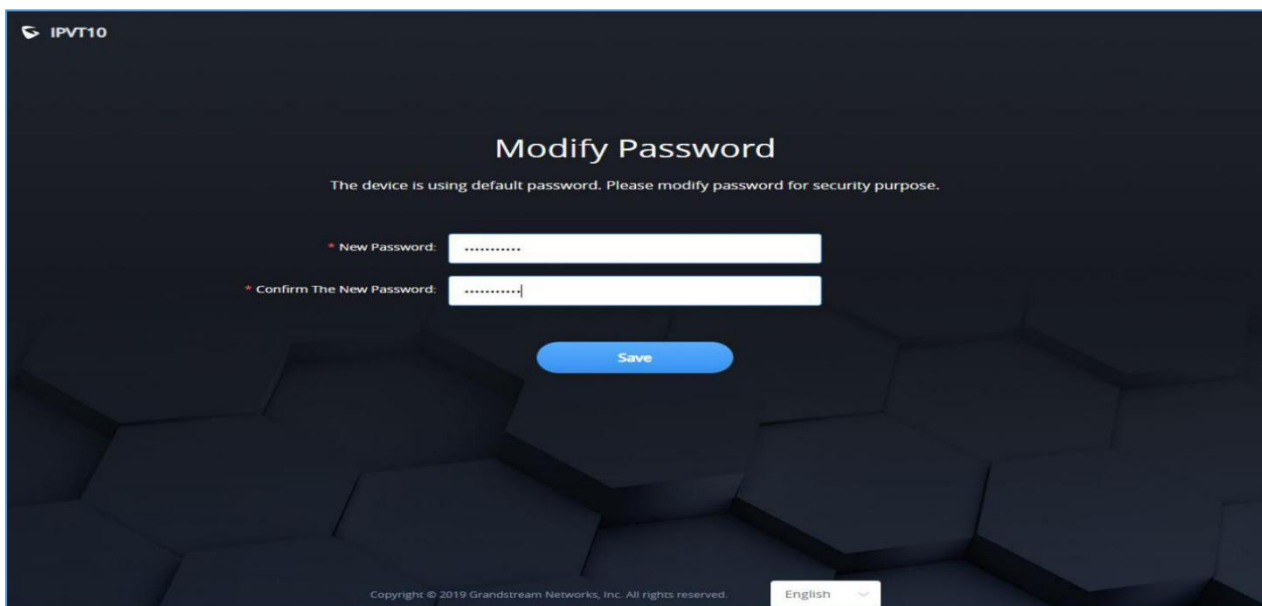 IPVT10
Modify Password
The device is using default password. Please modify password for security purpose.
* New Password: •••••••••••
* Confirm The New Password: •••••••••••
Save
Copyright © 2019 Grandstream Networks, Inc. All rights reserved. English